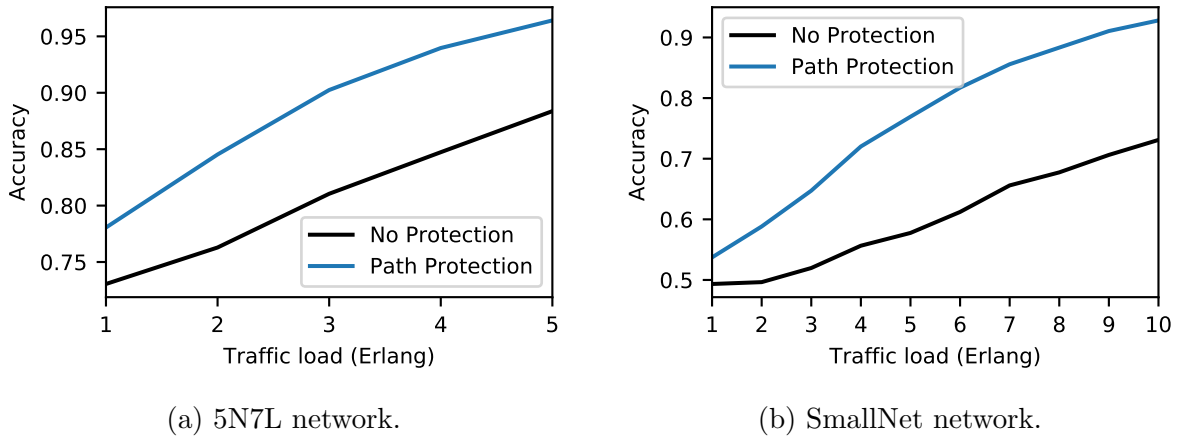 Accuracy
0.95
0.90
0.85
0.80
0.75
No Protection
Path Protection
1 2 3 4 5
Traffic load (Erlang)
(a) 5N7L network.
Accuracy
0.9
0.8
0.7
0.6
0.5
No Protection
Path Protection
1 2 3 4 5 6 7 8 9 10
Traffic load (Erlang)
(b) SmallNet network.